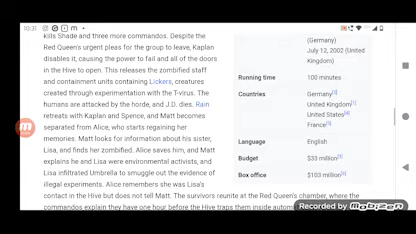 10:31
kills Shade and three more commandos. Despite the
Red Queen's urgent pleas for the group to leave, Kaplan
disables it, causing the power to fail and all of the doors
in the Hive to open. This releases the zombified staff
and containment units containing Lickers, creatures
created through experimentation with the T-virus. The
humans are attacked by the horde, and J.D. dies. Rain
retreats with Kaplan and Spence, and Matt becomes
separated from Alice, who starts regaining her
memories. Matt looks for information about his sister,
Lisa, and finds her zombified. Alice saves him, and Matt
explains he and Lisa were environmental activists, and
Lisa infiltrated Umbrella to smuggle out the evidence of
illegal experiments. Alice remembers she was Lisa's
contact in the Hive but does not tell Matt. The survivors reunite at the Red Queen's chamber, where the
commandos explain they have one hour before the Hive traps them inside autom
(Germany)
July 12, 2002 (United
Kingdom)
Running time 100 minutes
Countries Germany
United Kingdom
United States
France
Language English
Budget $33 million
Box office $103 million
Recorded by Mobizen